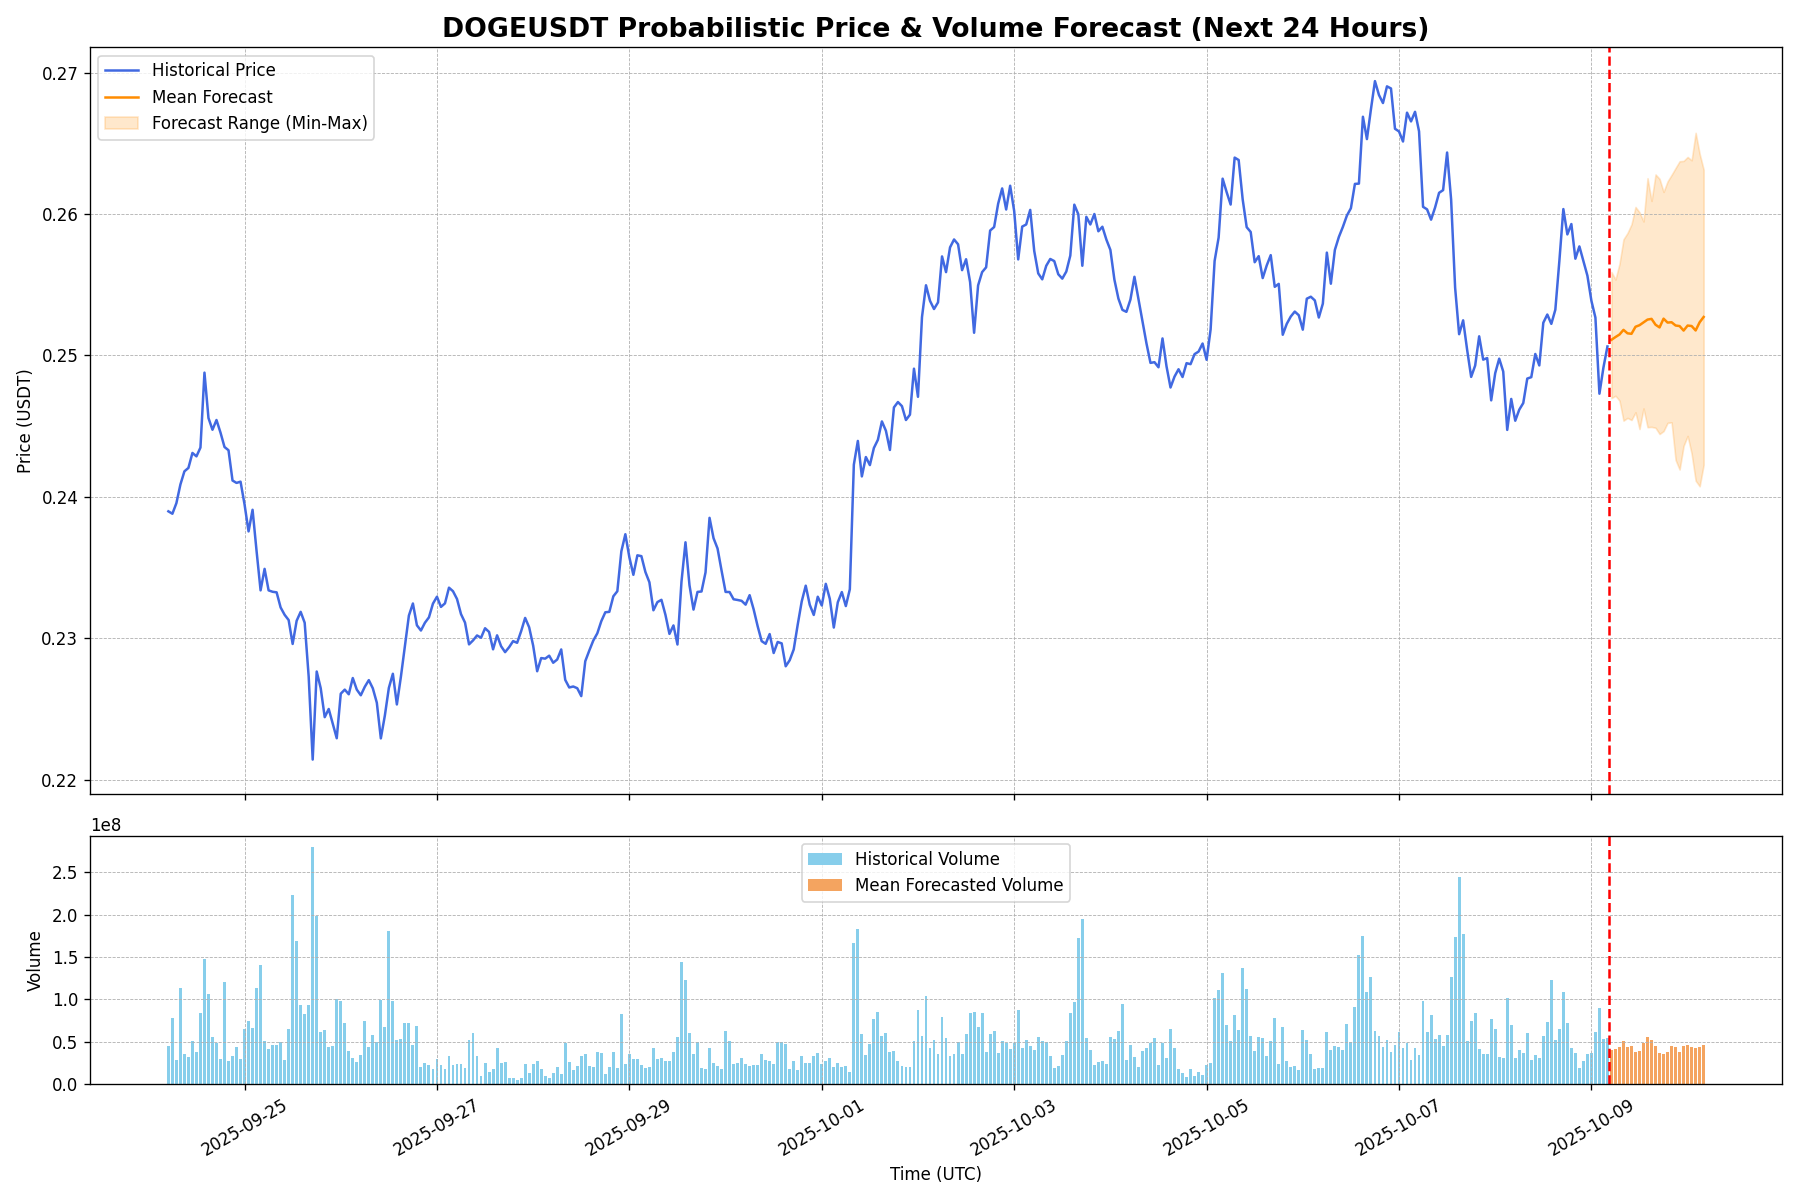 DOGEUSDT Probabilistic Price & Volume Forecast (Next 24 Hours)
Historical Price
Mean Forecast
Forecast Range (Min-Max)
0.27
0.26
0.25
0.24
0.23
0.22
Price (USDT)
1e8
Historical Volume
Mean Forecasted Volume
2.5
2.0
1.5
1.0
0.5
0.0
Volume
2025-09-25
2025-09-27
2025-09-29
2025-10-01
2025-10-03
2025-10-05
2025-10-07
2025-10-09
Time (UTC)